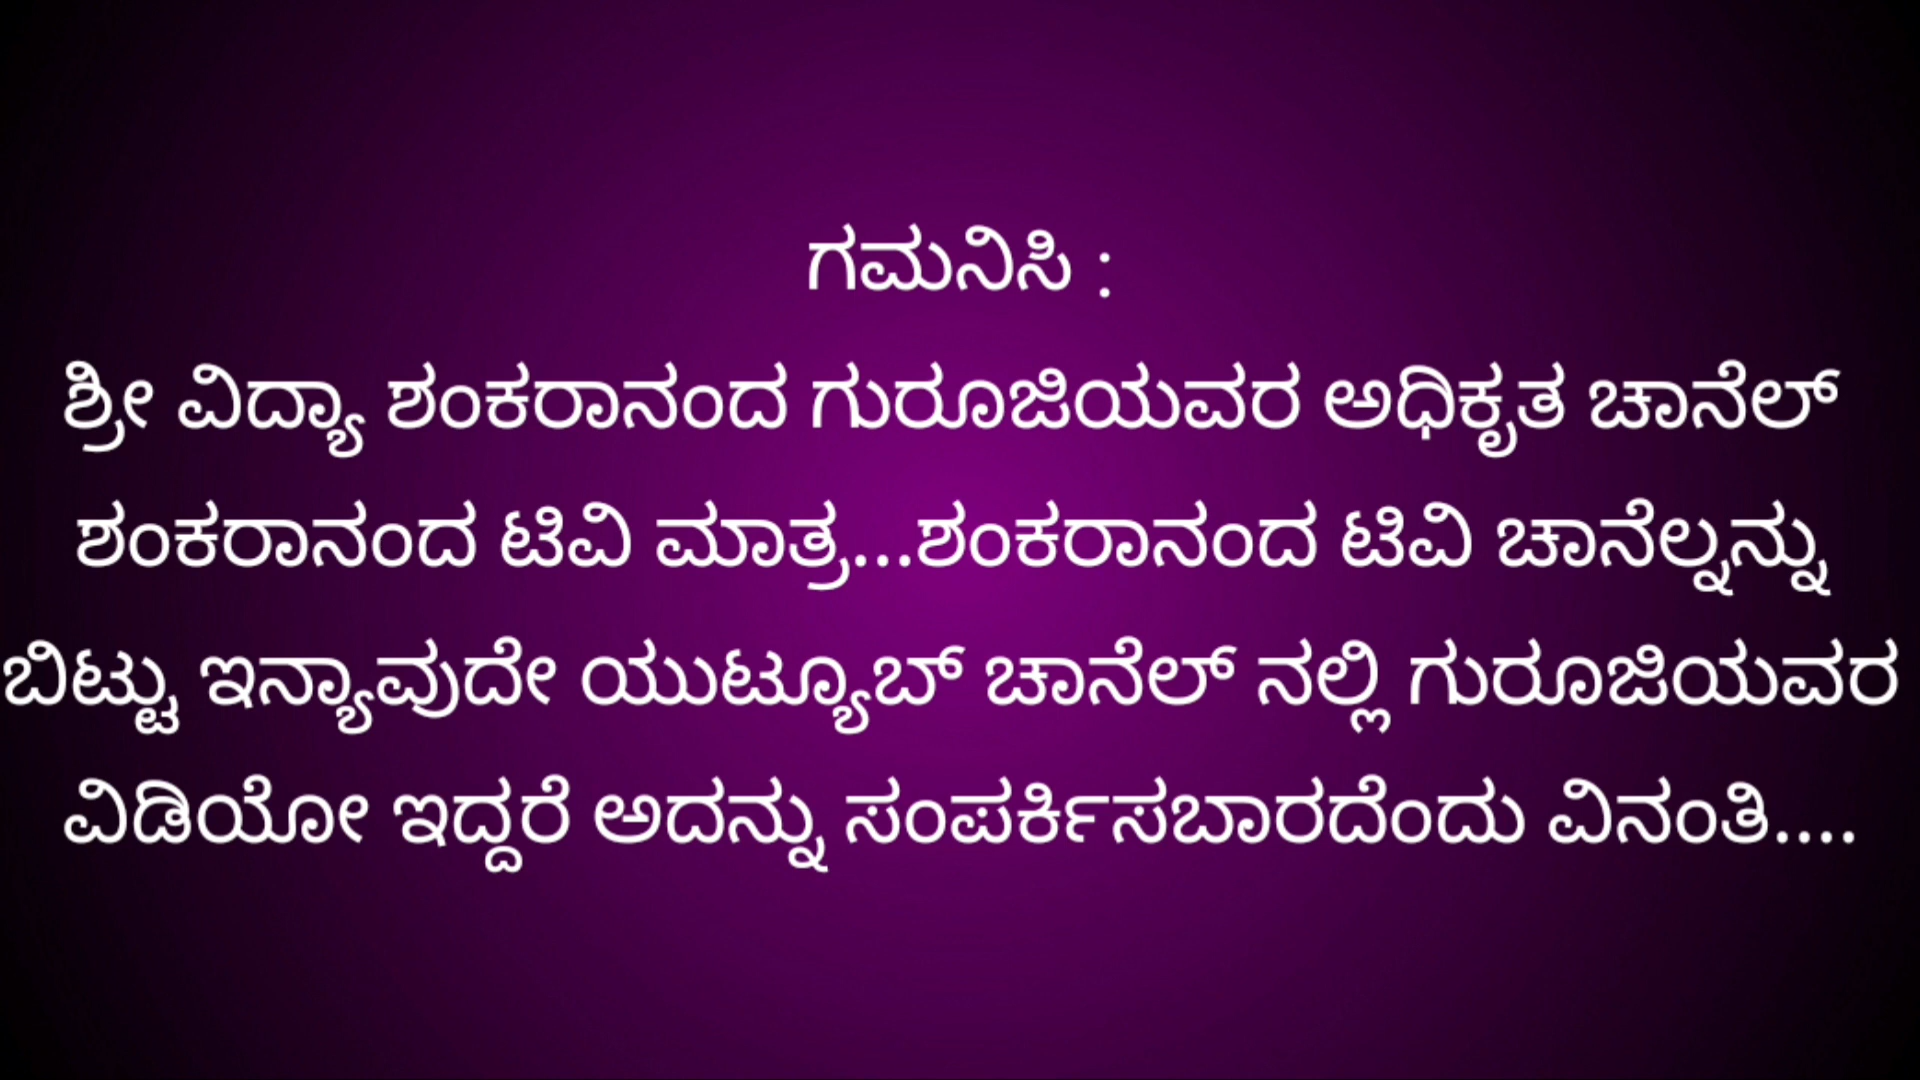 ಗಮನಿಸಿ :
ಶ್ರೀ ವಿದ್ಯಾ ಶಂಕರಾನಂದ ಗುರೂಜಿಯವರ ಅಧಿಕೃತ ಚಾನೆಲ್
ಶಂಕರಾನಂದ ಟಿವಿ ಮಾತ್ರ...ಶಂಕರಾನಂದ ಟಿವಿ ಚಾನೆಲ್ನನ್ನು
ಬಿಟ್ಟು ಇನ್ಯಾವುದೇ ಯುಟ್ಯೂಬ್ ಚಾನೆಲ್ ನಲ್ಲಿ ಗುರೂಜಿಯವರ
ವಿಡಿಯೋ ಇದ್ದರೆ ಅದನ್ನು ಸಂಪರ್ಕಿಸಬಾರದೆಂದು ವಿನಂತಿ....